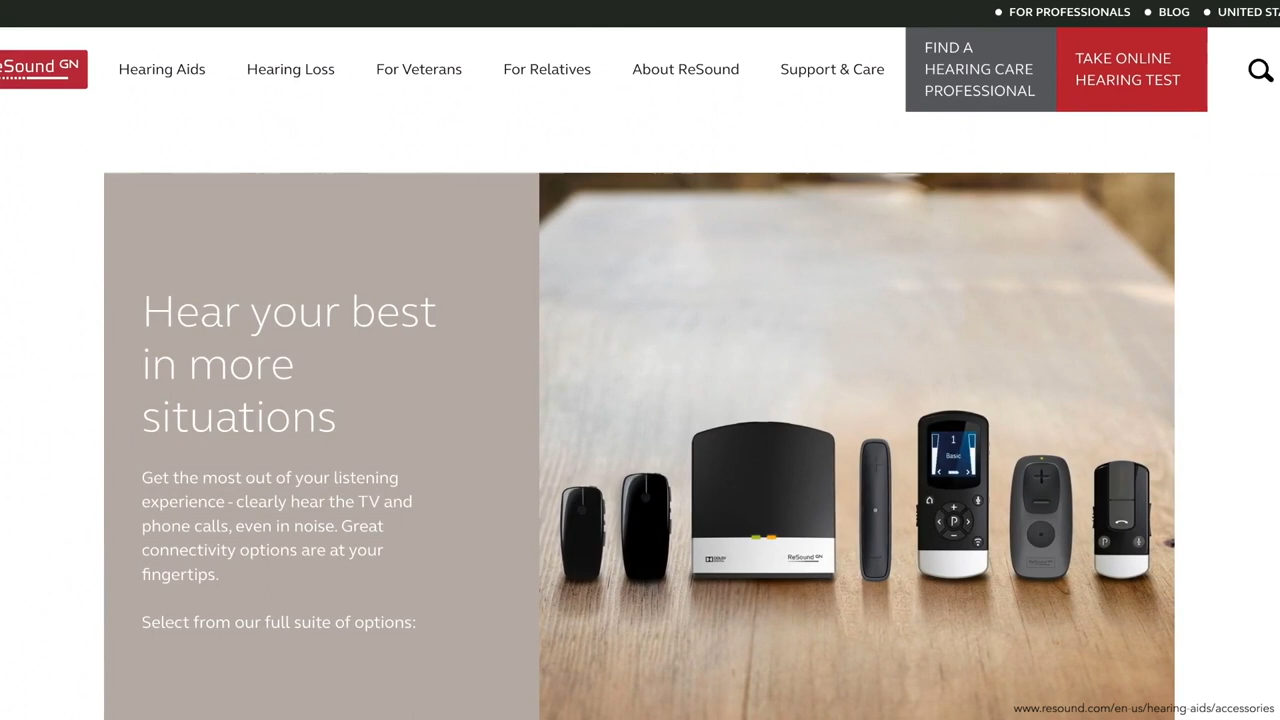 FOR PROFESSIONALS
BLOG
UNITED STA
eSound GN
Hearing Aids
Hearing Loss
For Veterans
For Relatives
About ReSound
Support & Care
FIND A
HEARING CARE
PROFESSIONAL
TAKE ONLINE
HEARING TEST
Hear your best
in more
situations
Get the most out of your listening
experience - clearly hear the TV and
phone calls, even in noise. Great
connectivity options are at your
fingertips.
Select from our full suite of options:
1
Basic
P
ReSound GN
P
www.resound.com/en-us/hearing-aids/accessories